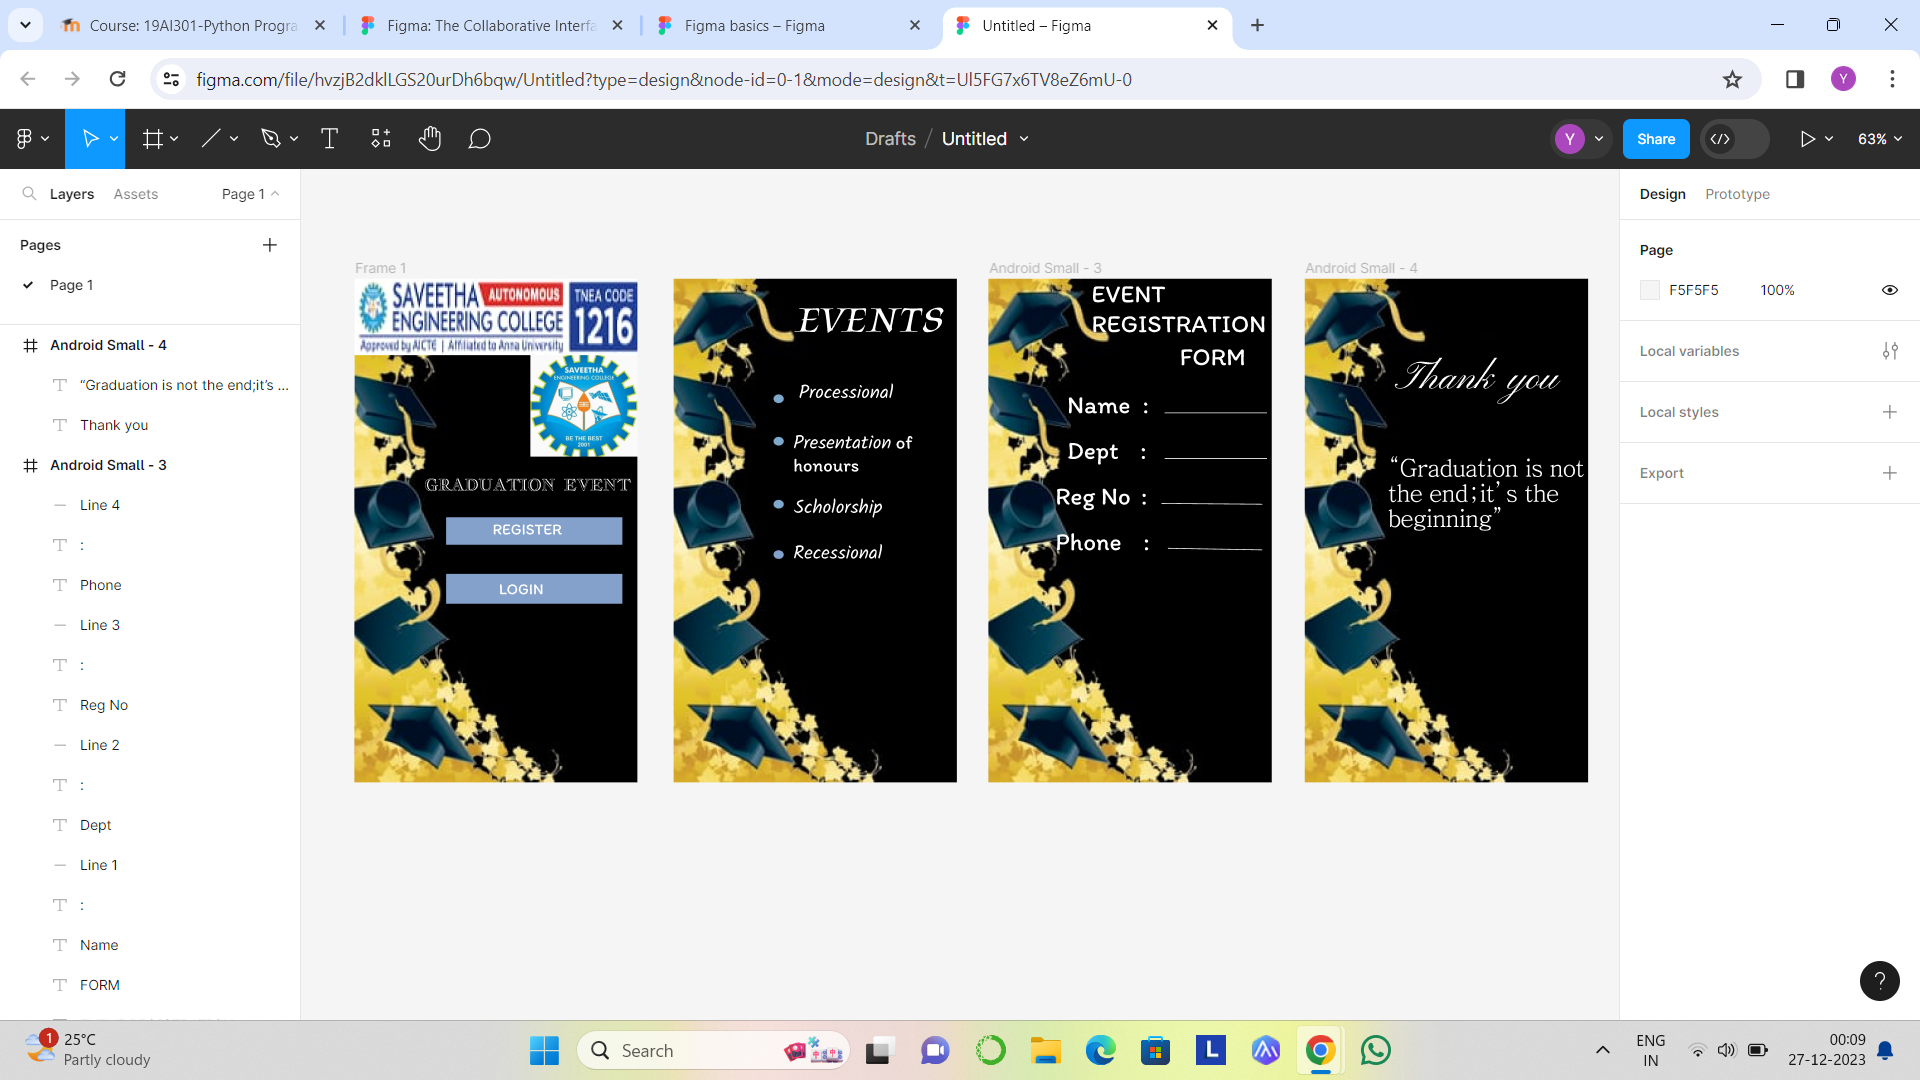 Course: 19AI301-Python Progra
Figma: The Collaborative Interfa
Figma basics – Figma
Untitled – Figma
figma.com/file/hvzjB2dklLGS20urDh6bqw/Untitled?type=design&node-id=0-1&mode=design&t=Ul5FG7x6TV8eZ6mU-0
Y
Drafts / Untitled
Y
Share
63%
Layers
Assets
Page 1
Design
Prototype
Pages
Page 1
Page
F5F5F5
100%
Local variables
Local styles
Export
Android Small - 4
“Graduation is not the end;it’s ...
Thank you
Android Small - 3
Line 4
:
Phone
Line 3
:
Reg No
Line 2
:
Dept
Line 1
:
Name
FORM
Frame 1
SAVEETHA AUTONOMOUS
ENGINEERING COLLEGE
Approved by AICTE | Affiliated to Anna University
TNEA CODE
1216
SAVEETHA
ENGINEERING COLLEGE
BE THE BEST
2001
GRADUATION EVENT
REGISTER
LOGIN
EVENTS
Processional
Presentation of
honours
Scholorship
Recessional
Android Small - 3
EVENT
REGISTRATION
FORM
Name :
Dept :
Reg No :
Phone :
Android Small - 4
Thank you
“Graduation is not
the end;it’s the
beginning”
?
1
25°C
Partly cloudy
Search
L
ENG
IN
00:09
27-12-2023